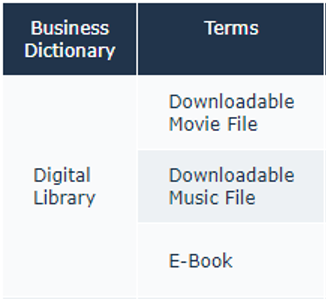 Business
Dictionary
Terms
Downloadable
Movie File
Digital
Library
Downloadable
Music File
E-Book